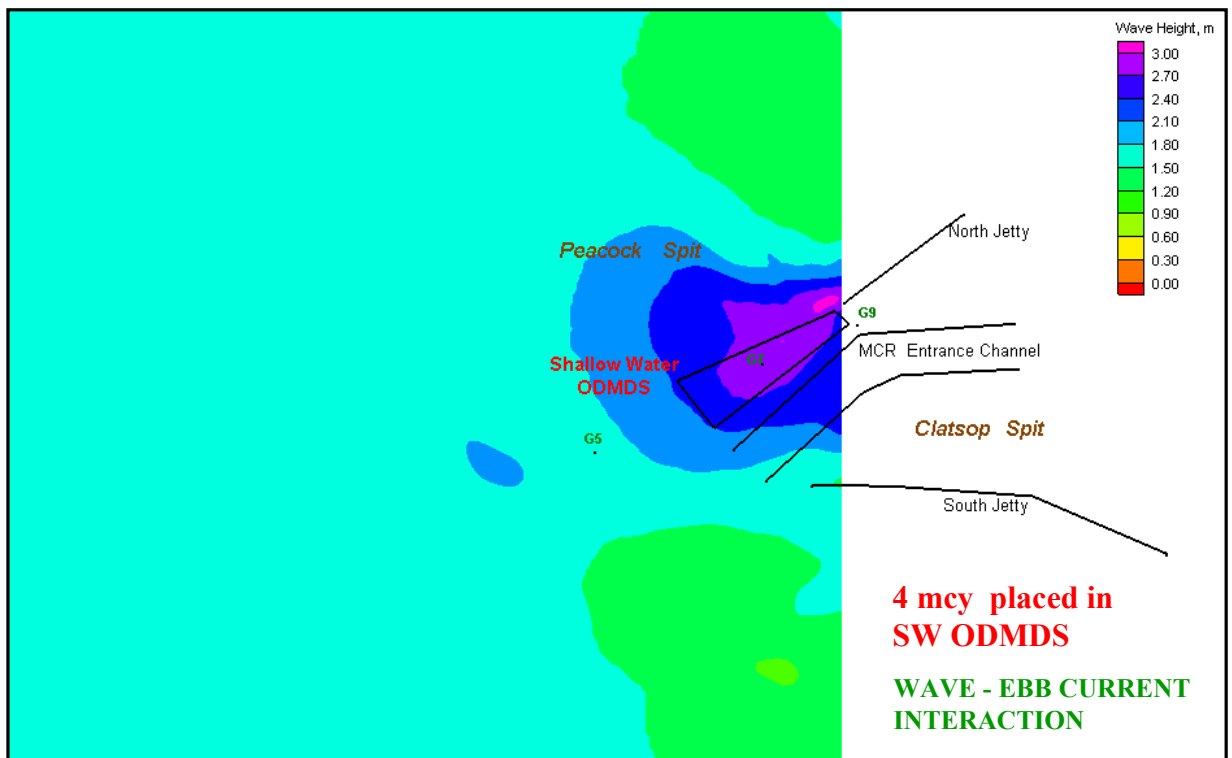 Wave Height, m
3.00
2.70
2.40
2.10
1.80
1.50
1.20
0.90
0.60
0.30
0.00
North Jetty
Peacock Spit
G9
MCR Entrance Channel
Shallow Water
ODMDS
G7
Clatsop Spit
G5
South Jetty
4 mcy placed in
SW ODMDS
WAVE - EBB CURRENT
INTERACTION